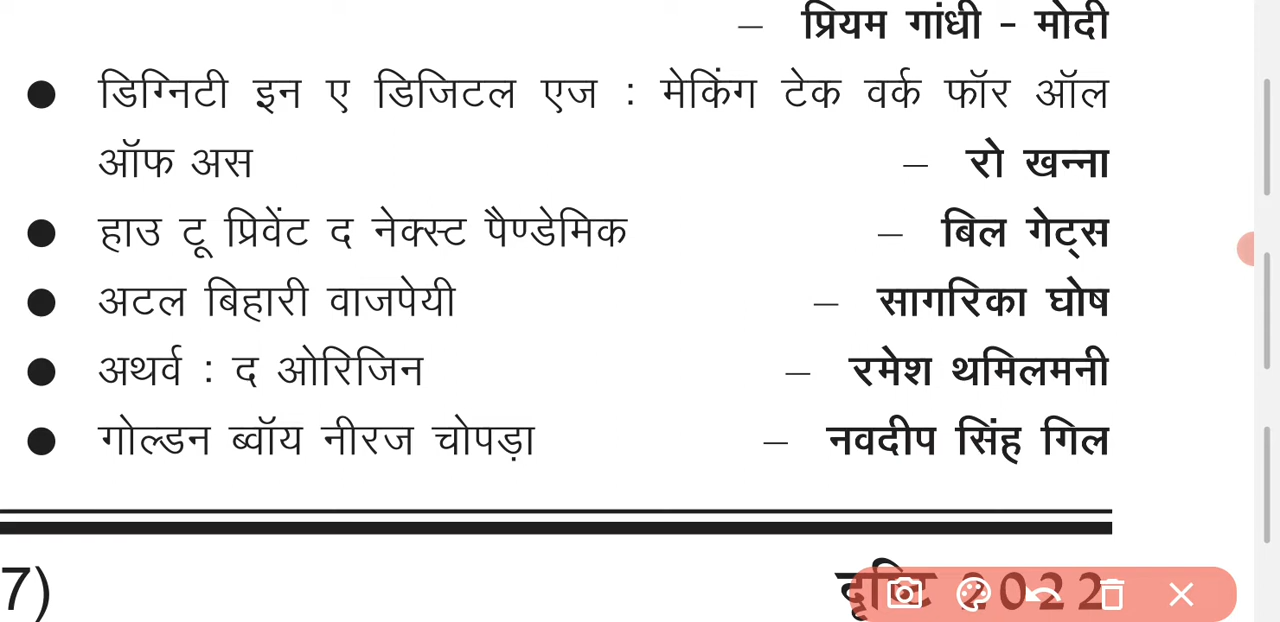 – प्रियम गांधी - मोदी
● डिग्निटी इन ए डिजिटल एज : मेकिंग टेक वर्क फॉर ऑल
ऑफ अस – रो खन्ना
● हाउ टू प्रिवेंट द नेक्स्ट पैण्डेमिक – बिल गेट्स
● अटल बिहारी वाजपेयी – सागरिका घोष
● अथर्व : द ओरिजिन – रमेश थमिलमनी
● गोल्डन ब्वॉय नीरज चोपड़ा – नवदीप सिंह गिल
7) दृष्टि 2022